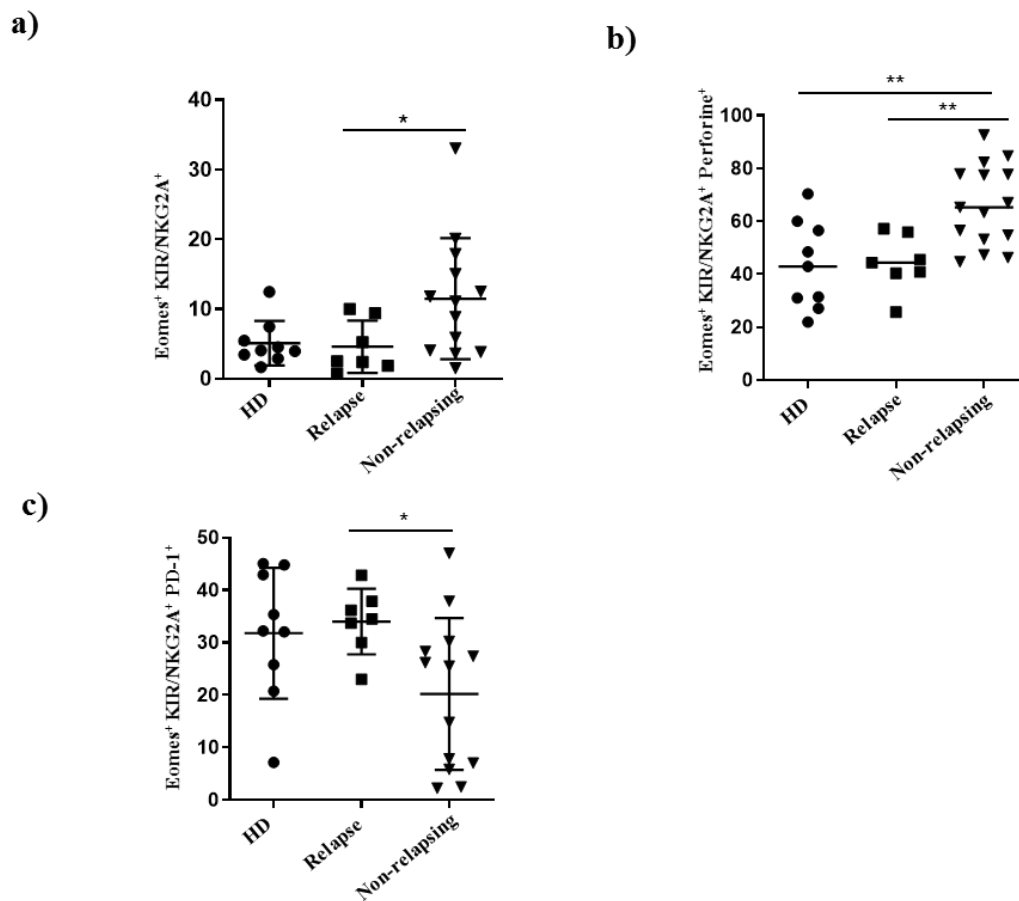 a)
Eomes⁺ KIR/NKG2A⁺
40
30
20
10
0
*
HD
Relapse
Non-relapsing
b)
Eomes⁺ KIR/NKG2A⁺ Perforine⁺
100
80
60
40
20
0
**
**
HD
Relapse
Non-relapsing
c)
Eomes⁺ KIR/NKG2A⁺ PD-1⁺
50
40
30
20
10
0
*
HD
Relapse
Non-relapsing